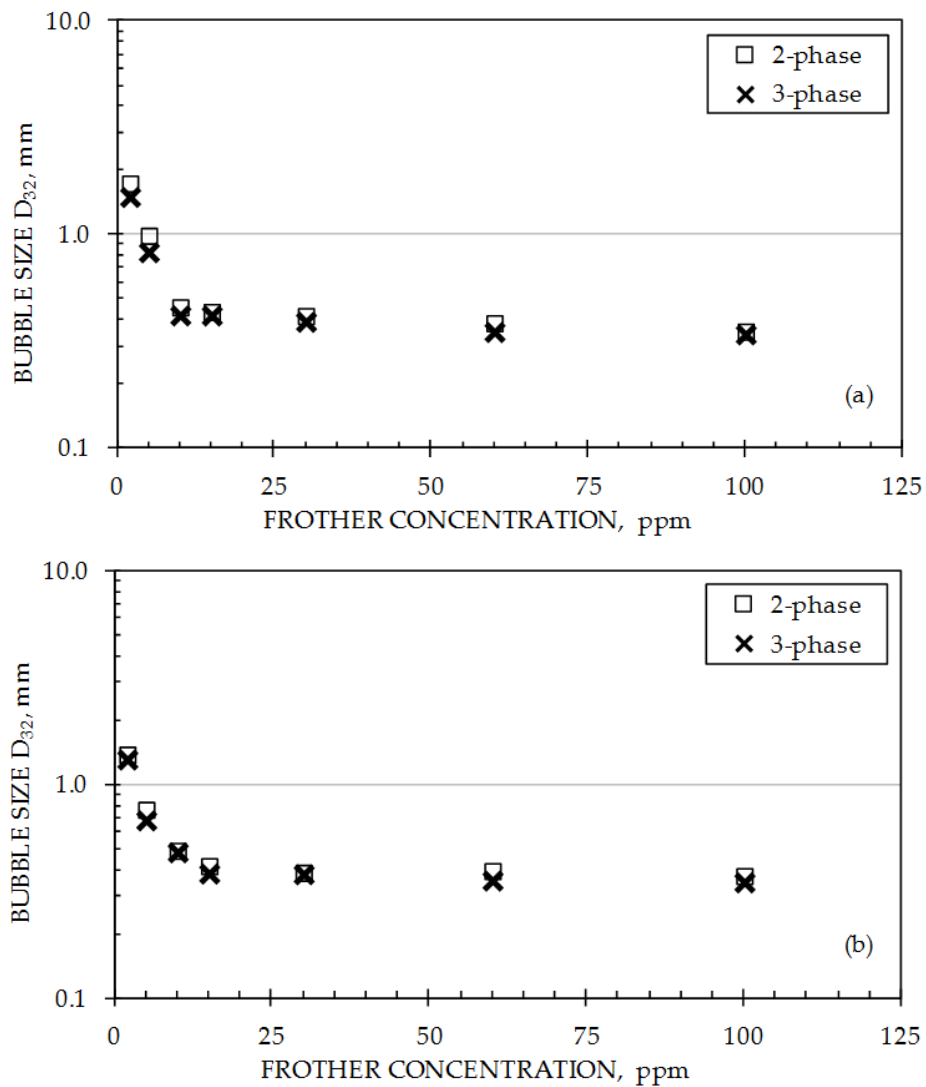 10.0
2-phase
3-phase
BUBBLE SIZE D32, mm
1.0
(a)
0.1
0 25 50 75 100 125
FROTHER CONCENTRATION, ppm
10.0
2-phase
3-phase
BUBBLE SIZE D32, mm
1.0
(b)
0.1
0 25 50 75 100 125
FROTHER CONCENTRATION, ppm